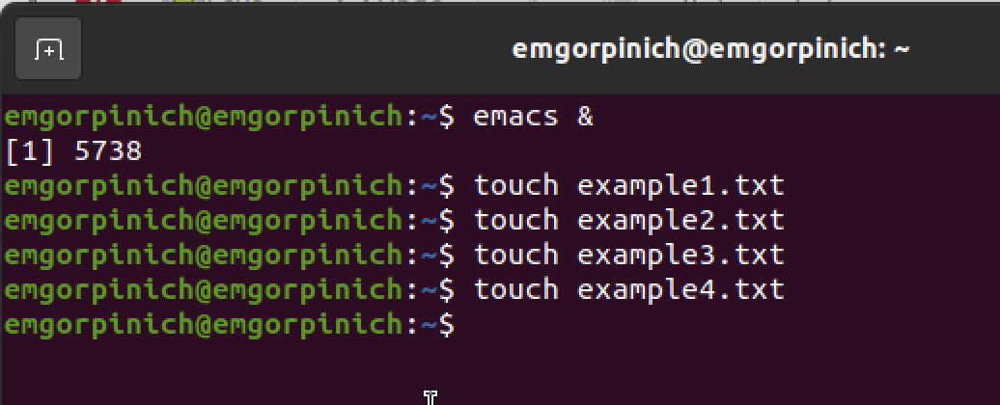 emgorpinich@emgorpinich: ~
emgorpinich@emgorpinich:~$ emacs &
[1] 5738
emgorpinich@emgorpinich:~$ touch example1.txt
emgorpinich@emgorpinich:~$ touch example2.txt
emgorpinich@emgorpinich:~$ touch example3.txt
emgorpinich@emgorpinich:~$ touch example4.txt
emgorpinich@emgorpinich:~$